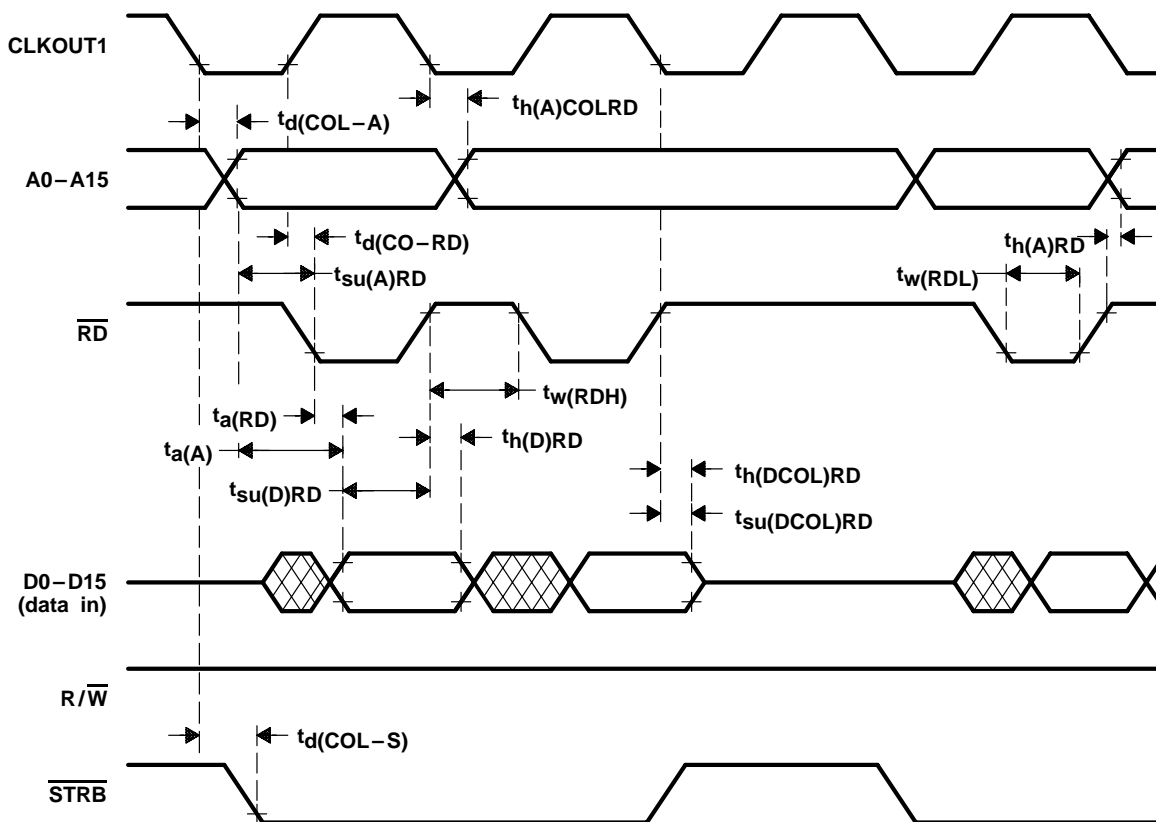 CLKOUT1
th(A)COLRD
td(COL–A)
A0–A15
td(CO–RD)
th(A)RD
tsu(A)RD
tw(RDL)
RD
tw(RDH)
ta(RD)
th(D)RD
ta(A)
th(DCOL)RD
tsu(D)RD
tsu(DCOL)RD
D0–D15
(data in)
R/W
td(COL–S)
STRB